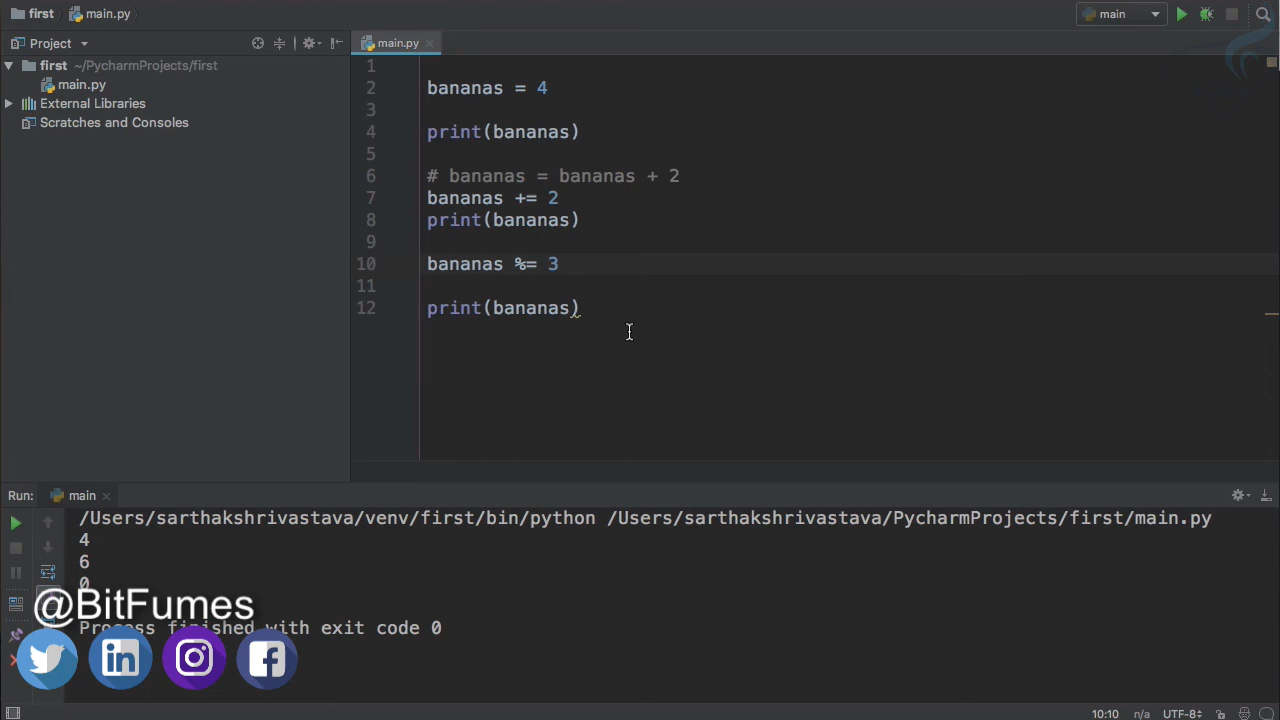 first main.py
main
Project
main.py
first ~/PycharmProjects/first
main.py
External Libraries
Scratches and Consoles
1
2 bananas = 4
3
4 print(bananas)
5
6 # bananas = bananas + 2
7 bananas += 2
8 print(bananas)
9
10 bananas %= 3
11
12 print(bananas)
Run: main
/Users/sarthakshrivastava/venv/first/bin/python /Users/sarthakshrivastava/PycharmProjects/first/main.py
4
6
0
@BitFumes
Process finished with exit code 0
in f
10:10 n/a UTF-8